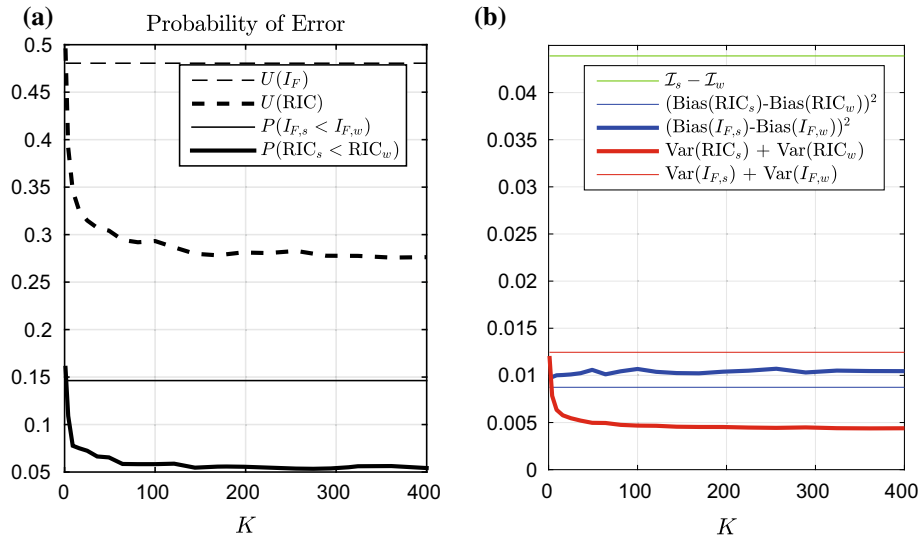 (a)
Probability of Error
0.5
0.45
0.4
0.35
0.3
0.25
0.2
0.15
0.1
0.05
0
100
200
300
400
K
U(I_F)
U(RIC)
P(I_{F,s} < I_{F,w})
P(RIC_s < RIC_w)
(b)
0.04
0.035
0.03
0.025
0.02
0.015
0.01
0.005
0
0
100
200
300
400
K
ℐ_s − ℐ_w
(Bias(RIC_s)-Bias(RIC_w))²
(Bias(I_{F,s})-Bias(I_{F,w}))²
Var(RIC_s) + Var(RIC_w)
Var(I_{F,s}) + Var(I_{F,w})